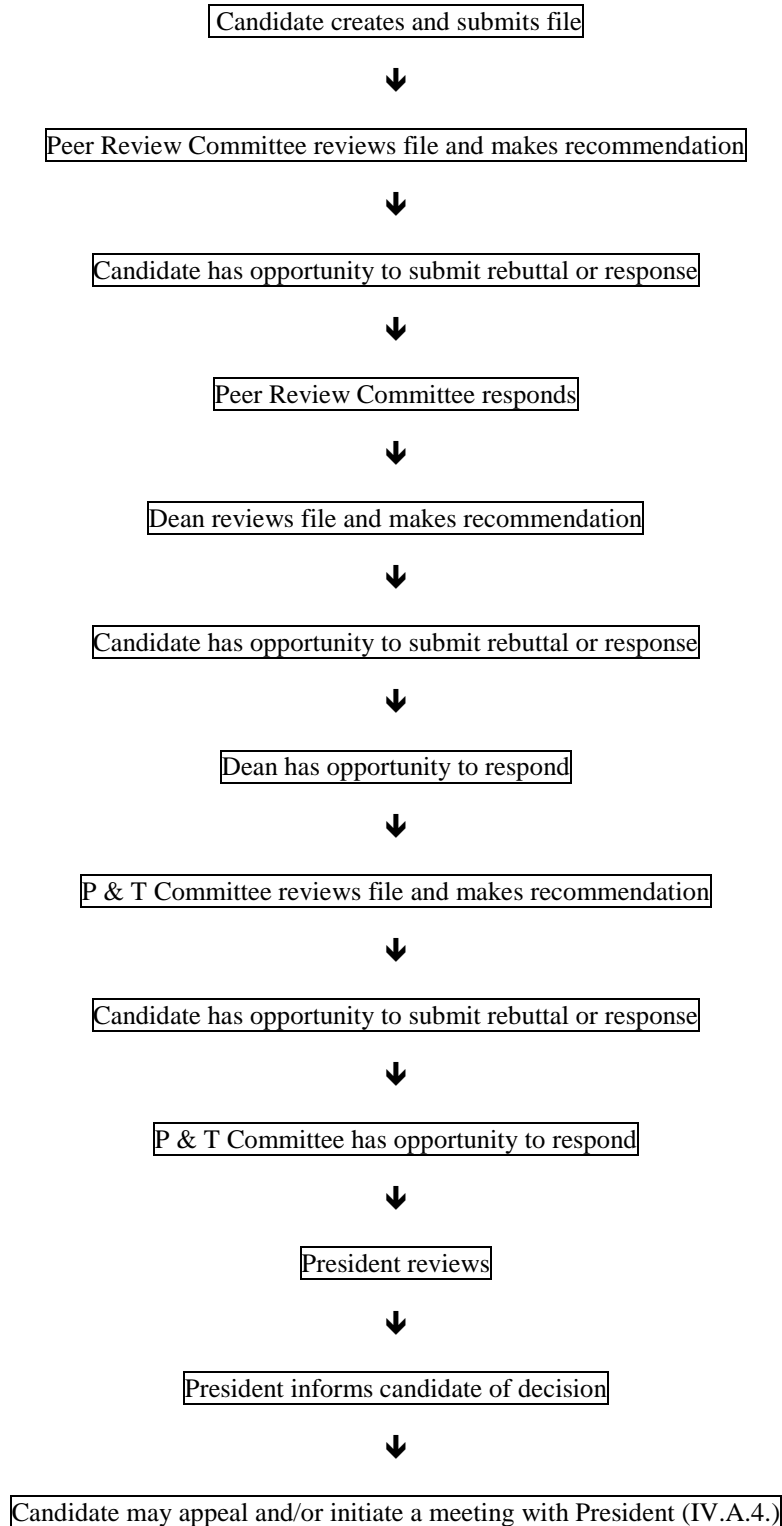 Candidate creates and submits file
Peer Review Committee reviews file and makes recommendation
Candidate has opportunity to submit rebuttal or response
Peer Review Committee responds
Dean reviews file and makes recommendation
Candidate has opportunity to submit rebuttal or response
Dean has opportunity to respond
P & T Committee reviews file and makes recommendation
Candidate has opportunity to submit rebuttal or response
P & T Committee has opportunity to respond
President reviews
President informs candidate of decision
Candidate may appeal and/or initiate a meeting with President (IV.A.4.)